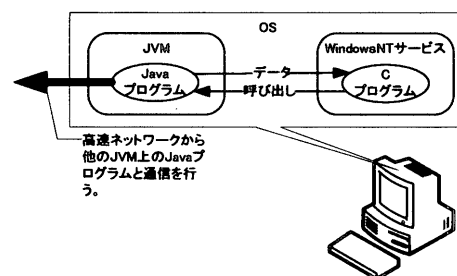 OS
JVM
WindowsNTサービス
Java
プログラム
データ
呼び出し
C
プログラム
高速ネットワークから
他のJVM上のJavaプ
ログラムと通信を行
う。